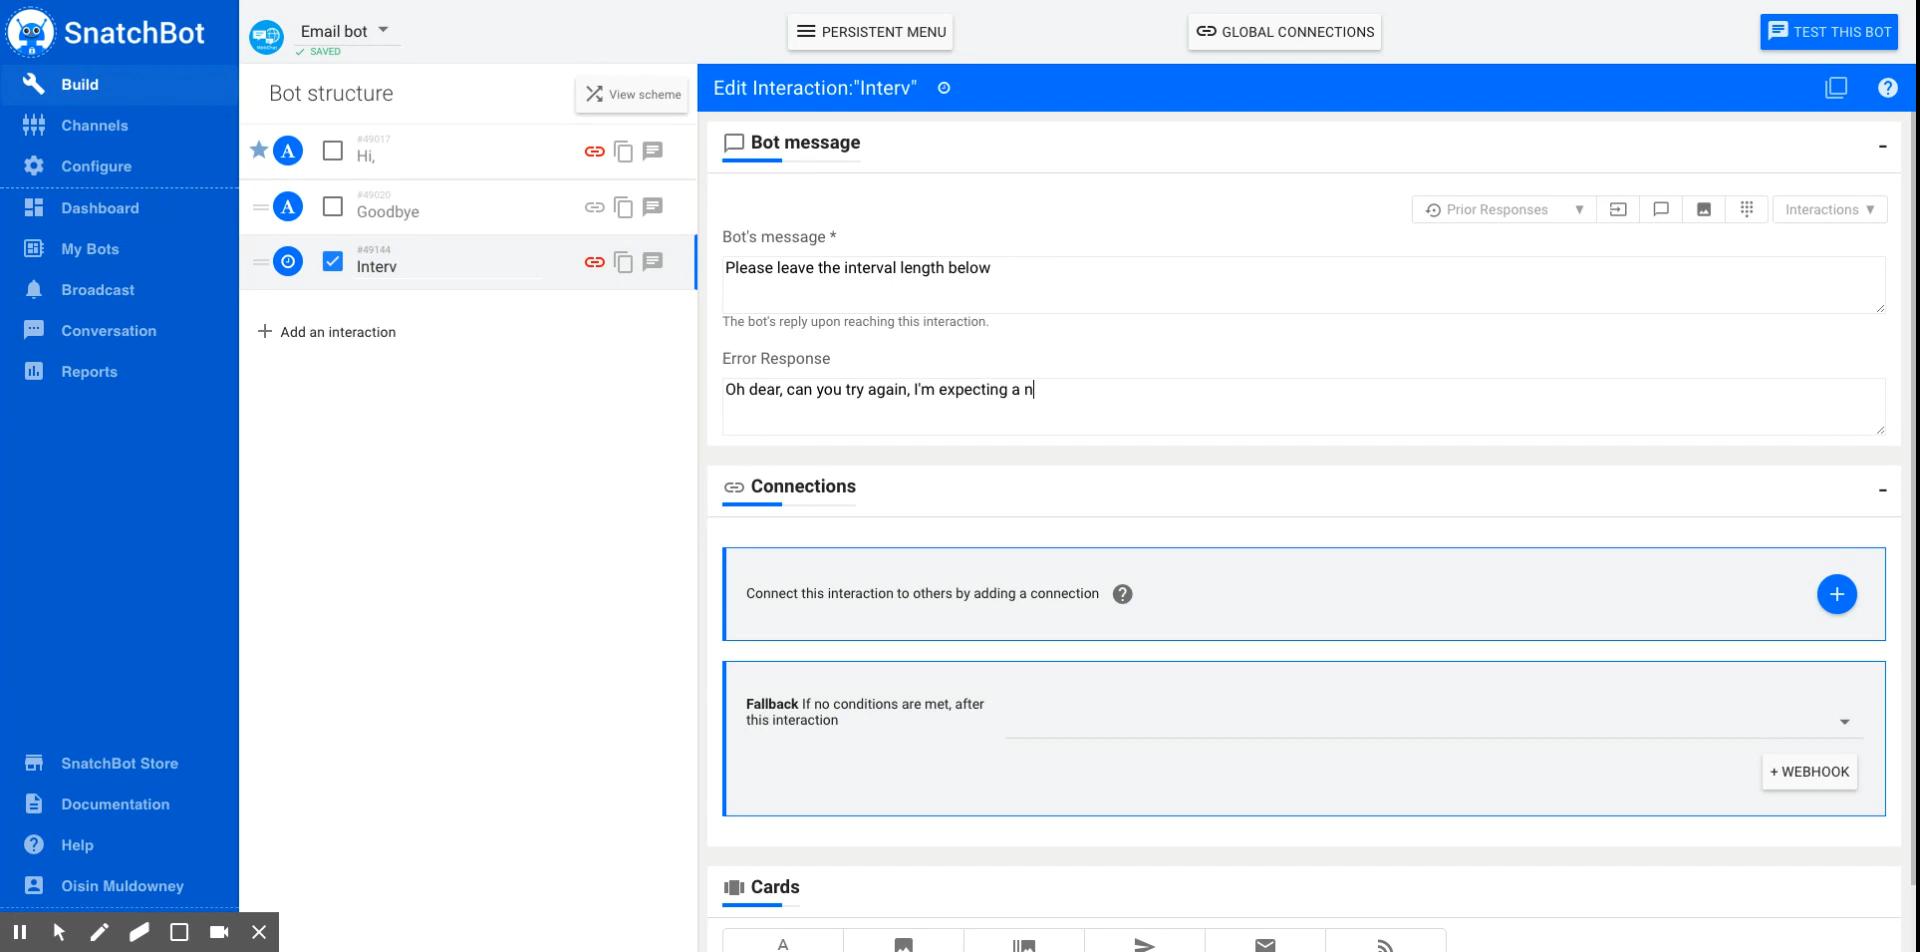 SnatchBot
Email bot
SAVED
PERSISTENT MENU
GLOBAL CONNECTIONS
TEST THIS BOT
Build
Channels
Configure
Dashboard
My Bots
Broadcast
Conversation
Reports
SnatchBot Store
Documentation
Help
Oisin Muldowney
Bot structure
View scheme
A
#49017
Hi,
A
#49020
Goodbye
#49144
Interv
+ Add an interaction
Edit Interaction:"Interv"
Bot message
Prior Responses
Interactions
Bot's message *
Please leave the interval length below
The bot's reply upon reaching this interaction.
Error Response
Oh dear, can you try again, I'm expecting a n
Connections
Connect this interaction to others by adding a connection
Fallback If no conditions are met, after
this interaction
+ WEBHOOK
Cards
A